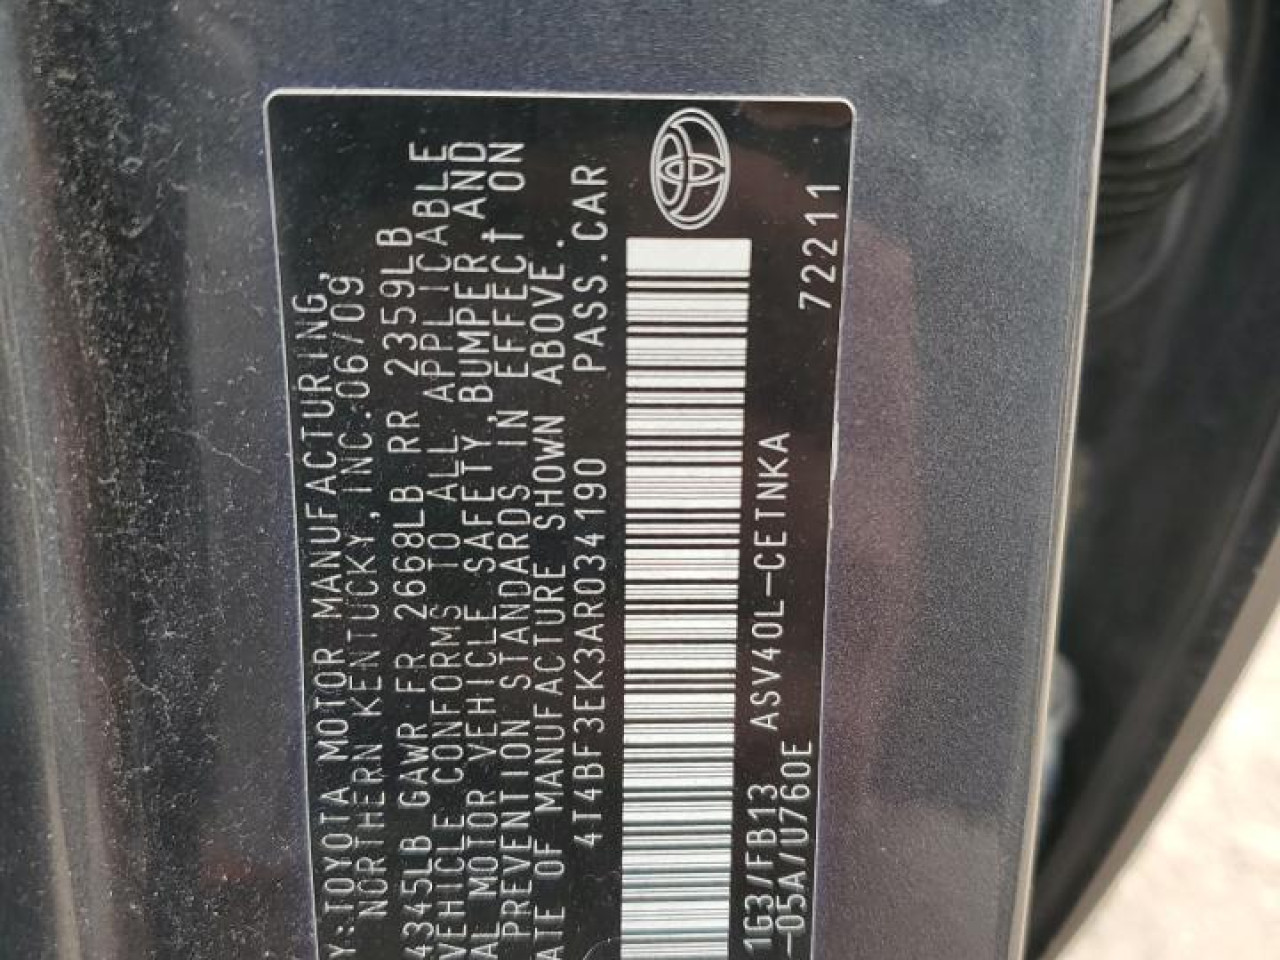 Y:TOYOTA MOTOR MANUFACTURING,
NORTHERN KENTUCKY,INC.06/09
4345LB GAWR FR 2668LB RR 2359LB
VEHICLE CONFORMS TO ALL APPLICABLE
AL MOTOR VEHICLE SAFETY,BUMPER AND
PREVENTION STANDARDS IN EFFECT ON
ATE OF MANUFACTURE SHOWN ABOVE.
4T4BF3EK3AR034190 PASS.CAR
1G3/FB13 ASV40L-CETNKA 72211
-05A/U760E